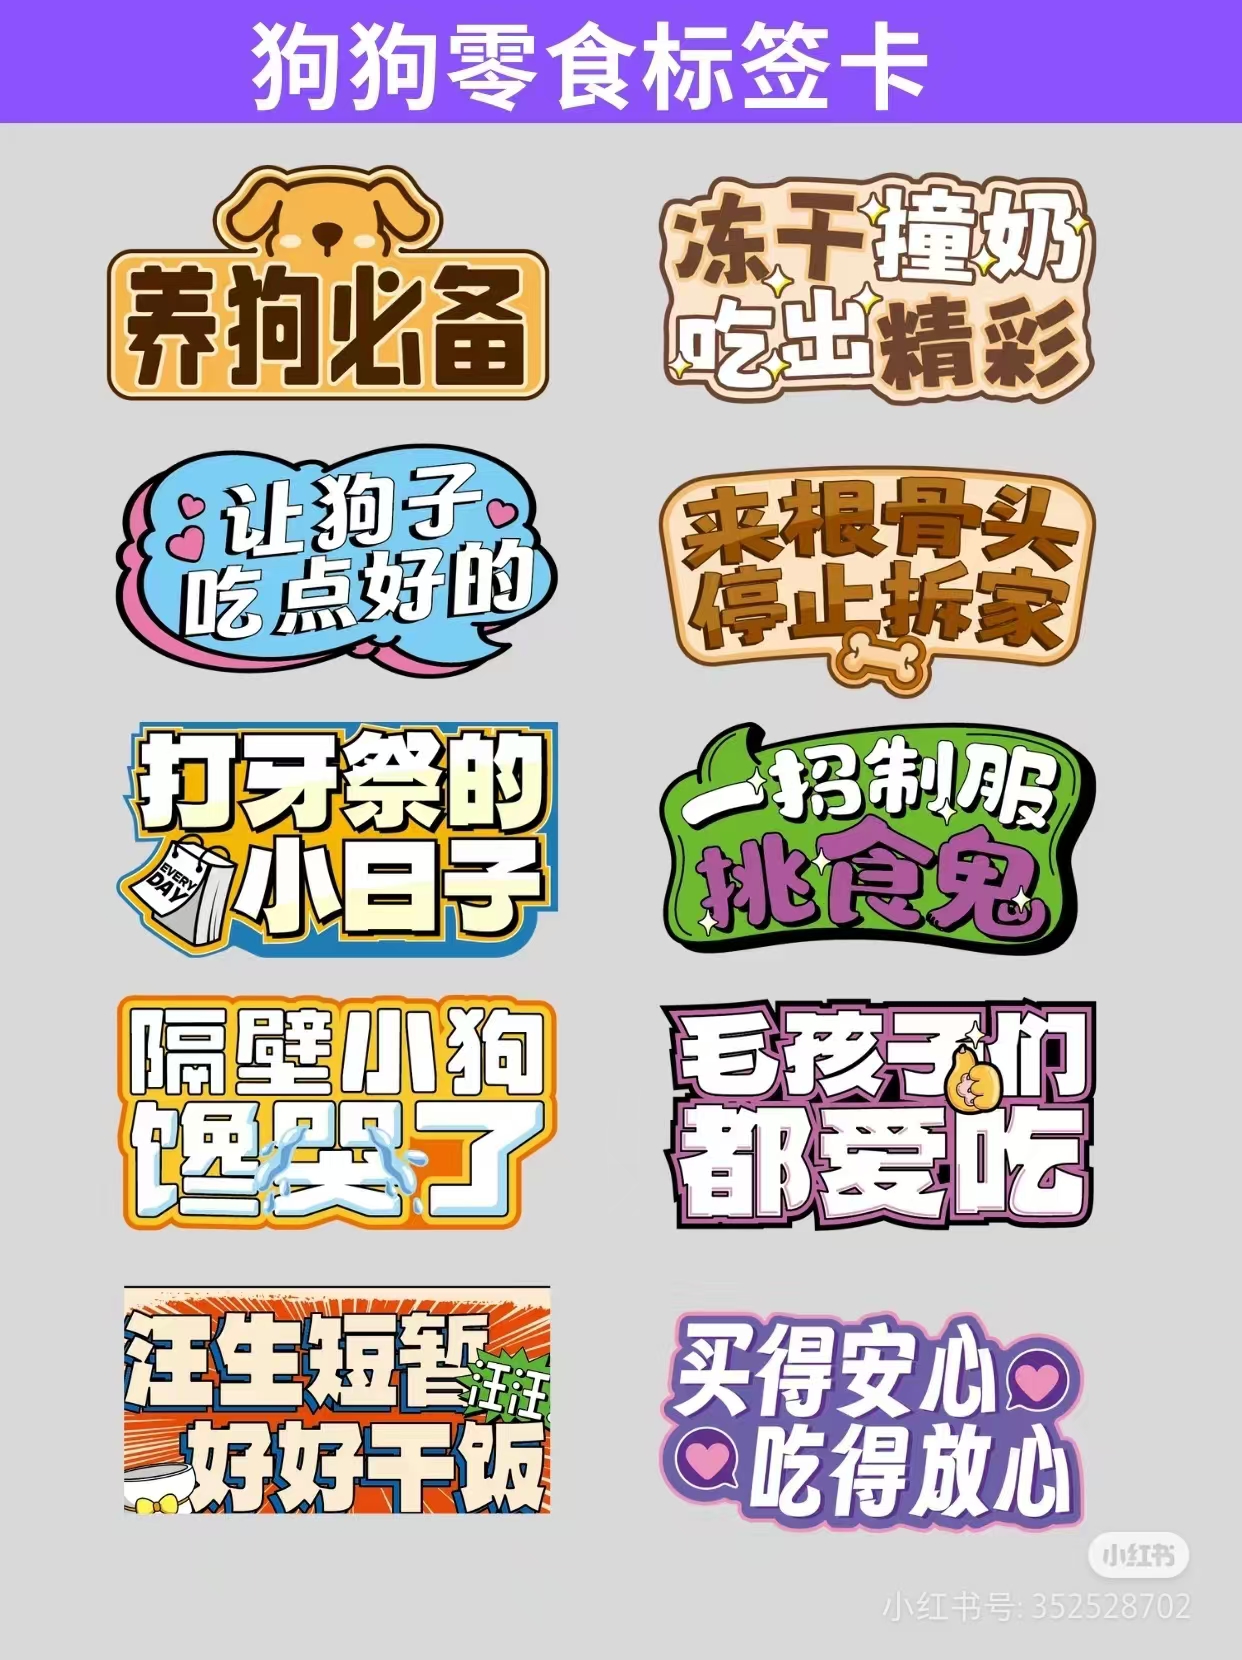 狗狗零食标签卡
养狗必备
冻干撞奶
吃出精彩
让狗子
吃点好的
来根骨头
停止拆家
打牙祭的
小日子
EVERY
DAY
一招制服
挑食鬼
隔壁小狗
馋哭了
毛孩子们
都爱吃
汪生短暂
汪汪
好好干饭
买得安心
吃得放心
小红书
小红书号: 352528702